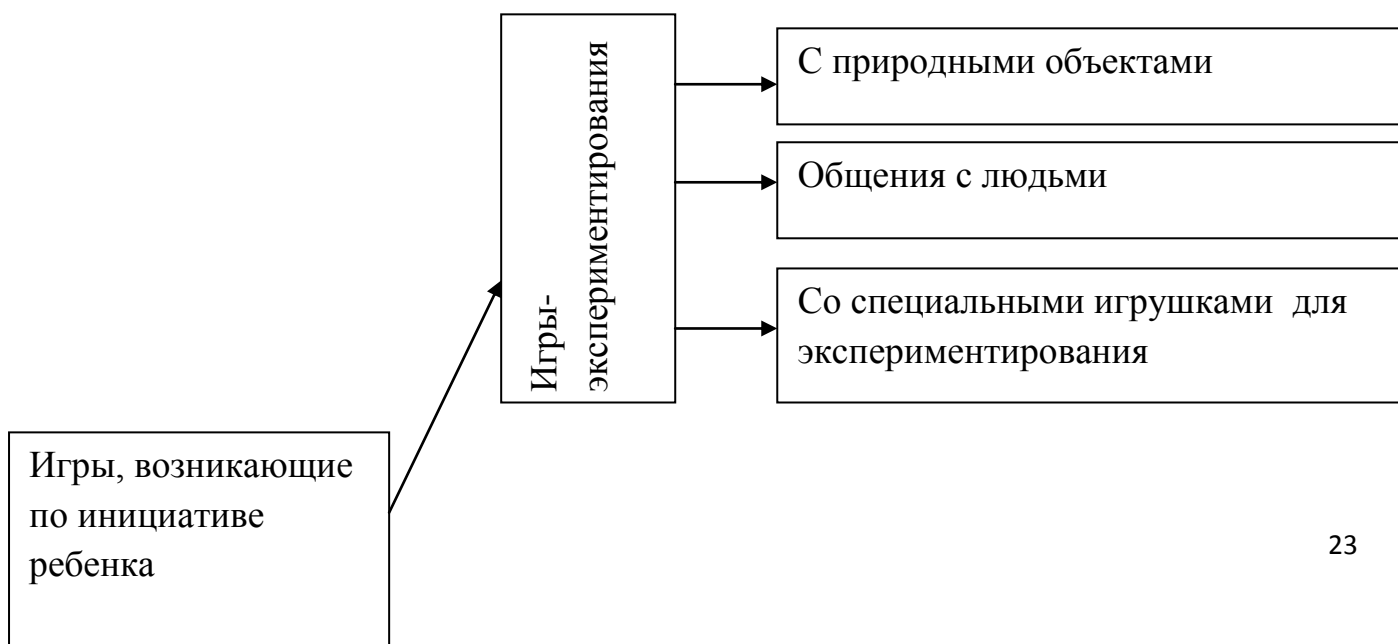 С природными объектами
Игры-
экспериментирования
Общения с людьми
Со специальными игрушками для
экспериментирования
Игры, возникающие
по инициативе
ребенка
23